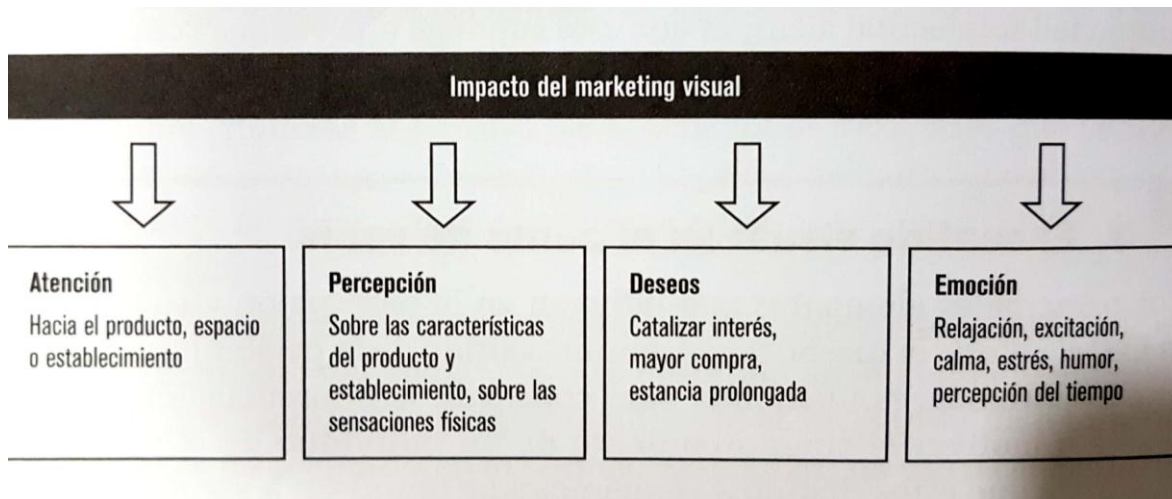 Impacto del marketing visual
Atención
Hacia el producto, espacio
o establecimiento
Percepción
Sobre las características
del producto y
establecimiento, sobre las
sensaciones físicas
Deseos
Catalizar interés,
mayor compra,
estancia prolongada
Emoción
Relajación, excitación,
calma, estrés, humor,
percepción del tiempo